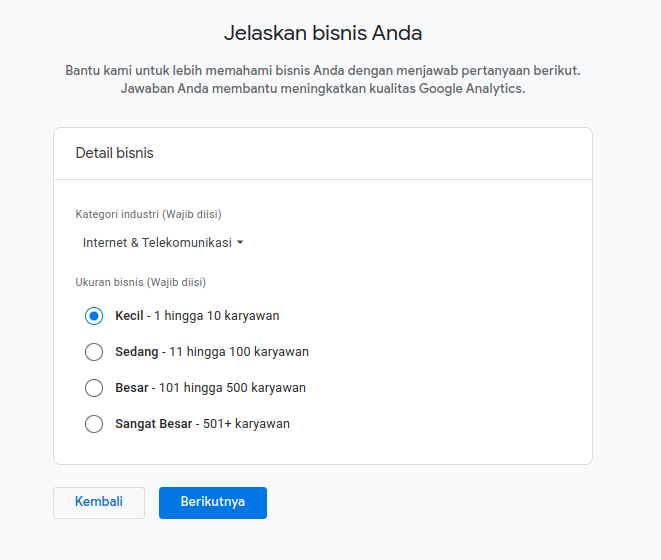 Jelaskan bisnis Anda
Bantu kami untuk lebih memahami bisnis Anda dengan menjawab pertanyaan berikut.
Jawaban Anda membantu meningkatkan kualitas Google Analytics.
Detail bisnis
Kategori industri (Wajib diisi)
Internet & Telekomunikasi
Ukuran bisnis (Wajib diisi)
Kecil - 1 hingga 10 karyawan
Sedang - 11 hingga 100 karyawan
Besar - 101 hingga 500 karyawan
Sangat Besar - 501+ karyawan
Kembali
Berikutnya